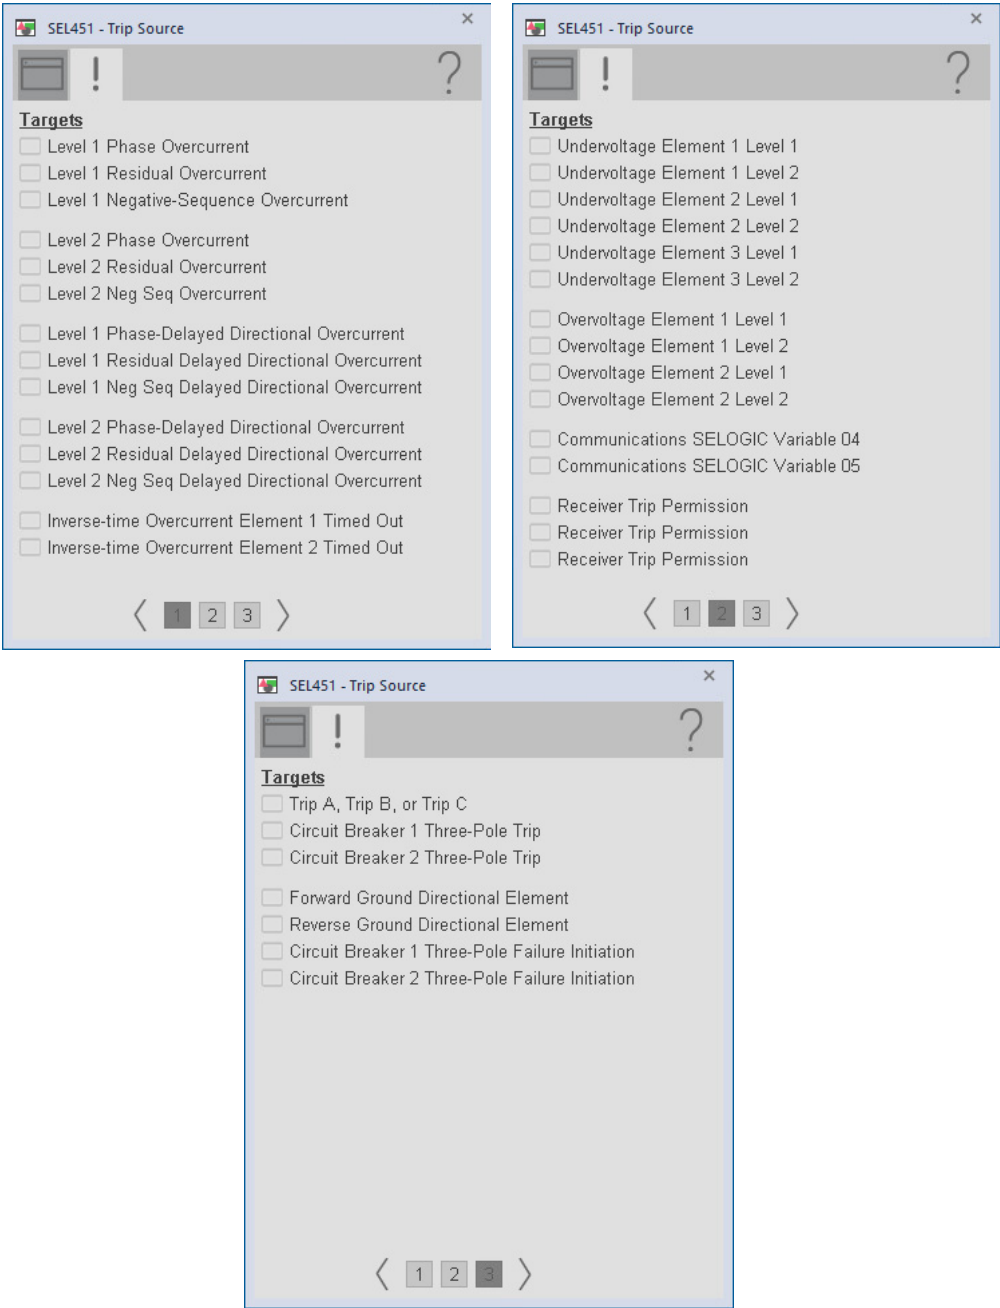 SEL451 - Trip Source
Targets
Level 1 Phase Overcurrent
Level 1 Residual Overcurrent
Level 1 Negative-Sequence Overcurrent
Level 2 Phase Overcurrent
Level 2 Residual Overcurrent
Level 2 Neg Seq Overcurrent
Level 1 Phase-Delayed Directional Overcurrent
Level 1 Residual Delayed Directional Overcurrent
Level 1 Neg Seq Delayed Directional Overcurrent
Level 2 Phase-Delayed Directional Overcurrent
Level 2 Residual Delayed Directional Overcurrent
Level 2 Neg Seq Delayed Directional Overcurrent
Inverse-time Overcurrent Element 1 Timed Out
Inverse-time Overcurrent Element 2 Timed Out
1 2 3
SEL451 - Trip Source
Targets
Undervoltage Element 1 Level 1
Undervoltage Element 1 Level 2
Undervoltage Element 2 Level 1
Undervoltage Element 2 Level 2
Undervoltage Element 3 Level 1
Undervoltage Element 3 Level 2
Overvoltage Element 1 Level 1
Overvoltage Element 1 Level 2
Overvoltage Element 2 Level 1
Overvoltage Element 2 Level 2
Communications SELOGIC Variable 04
Communications SELOGIC Variable 05
Receiver Trip Permission
Receiver Trip Permission
Receiver Trip Permission
1 2 3
SEL451 - Trip Source
Targets
Trip A, Trip B, or Trip C
Circuit Breaker 1 Three-Pole Trip
Circuit Breaker 2 Three-Pole Trip
Forward Ground Directional Element
Reverse Ground Directional Element
Circuit Breaker 1 Three-Pole Failure Initiation
Circuit Breaker 2 Three-Pole Failure Initiation
1 2 3